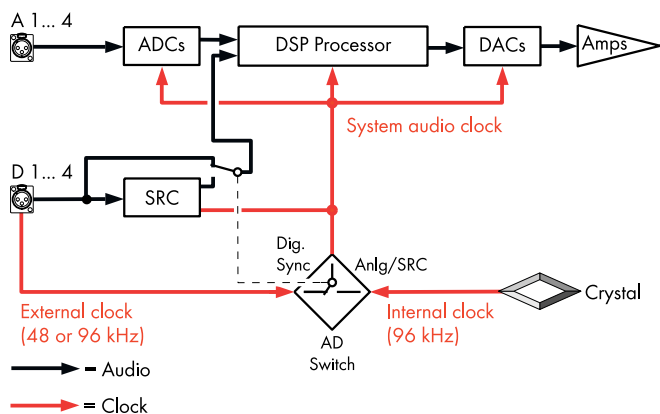 A 1... 4
ADCs
DSP Processor
DACs
Amps
System audio clock
D 1... 4
SRC
Dig.
Sync
Anlg/SRC
External clock
(48 or 96 kHz)
Internal clock
(96 kHz)
Crystal
AD
Switch
= Audio
= Clock